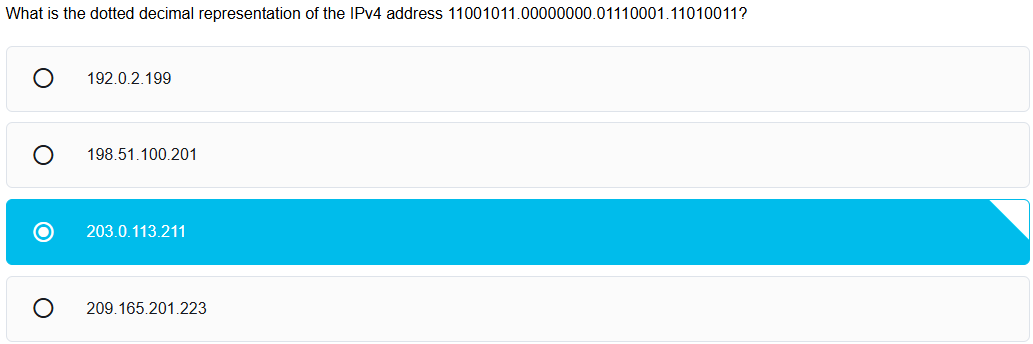 What is the dotted decimal representation of the IPv4 address 11001011.00000000.01110001.11010011?
192.0.2.199
198.51.100.201
203.0.113.211
209.165.201.223